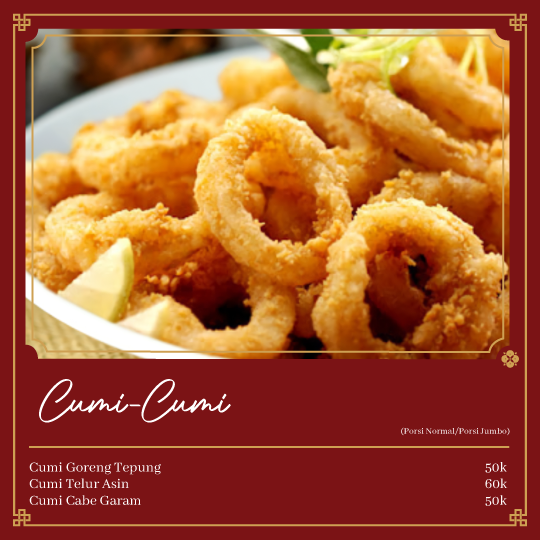 Cumi-Cumi
(Porsi Normal/Porsi Jumbo)
Cumi Goreng Tepung 50k
Cumi Telur Asin 60k
Cumi Cabe Garam 50k